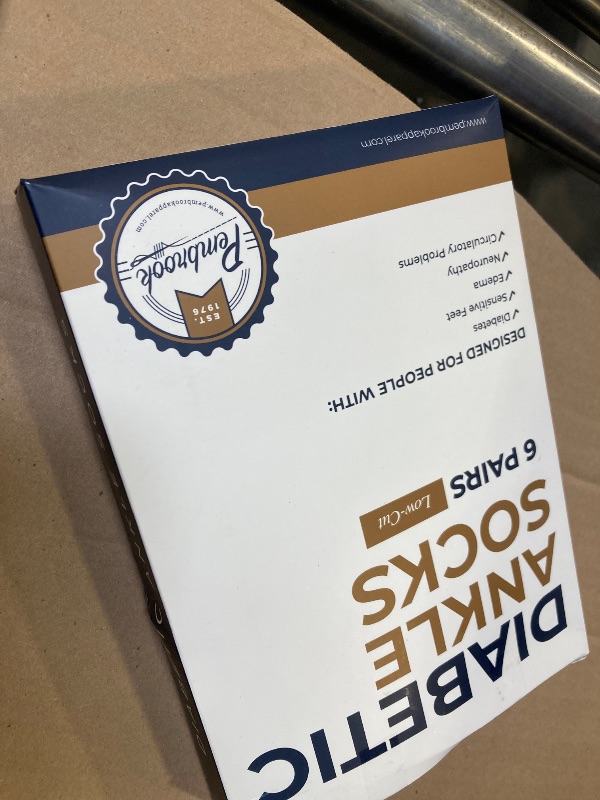 DIABETIC
ANKLE
SOCKS
6 PAIRS
Low-Cut
DESIGNED FOR PEOPLE WITH:
✓Diabetes
✓Sensitive Feet
✓Edema
✓Neuropathy
✓Circulatory Problems
EST.
1976
Pembrook
www.pembrookapparel.com
www.pembrookapparel.com